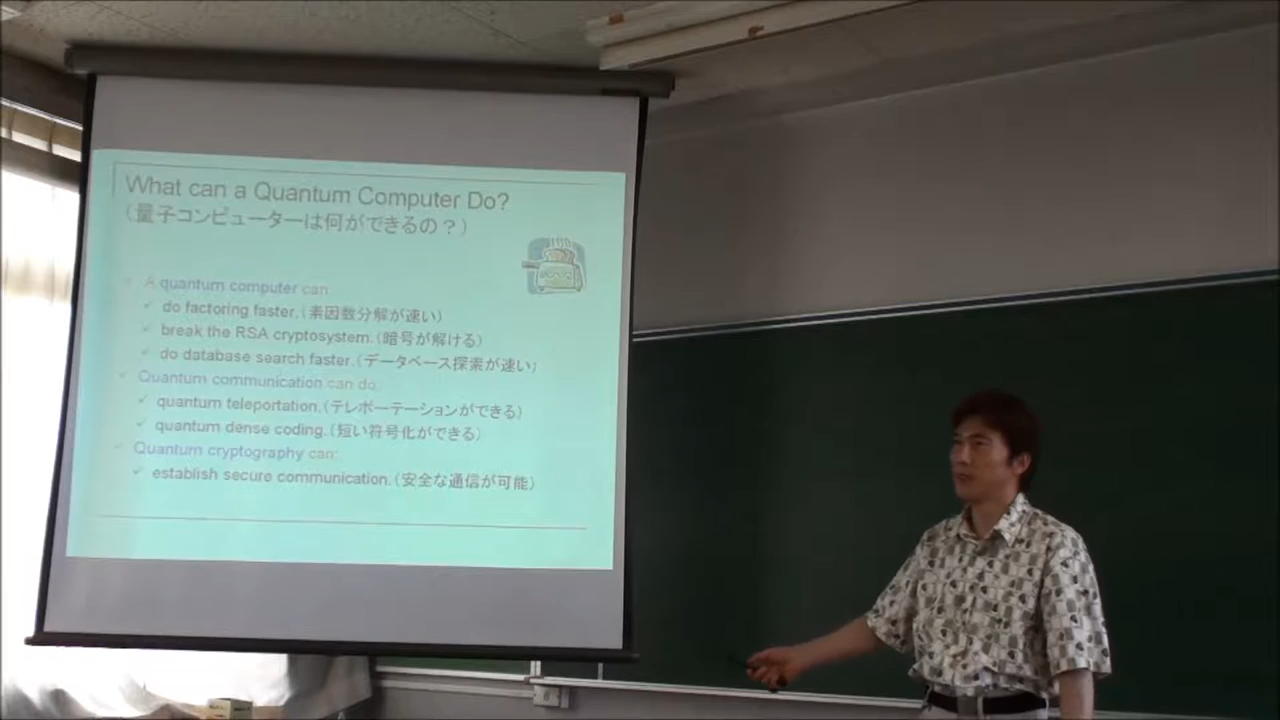 What can a Quantum Computer Do?
（量子コンピューターは何ができるの？）
A quantum computer can:
do factoring faster.（素因数分解が速い）
break the RSA cryptosystem.（暗号が解ける）
do database search faster.（データベース探索が速い）
Quantum communication can do:
quantum teleportation.（テレポーテーションができる）
quantum dense coding.（短い符号化ができる）
Quantum cryptography can:
establish secure communication.（安全な通信が可能）